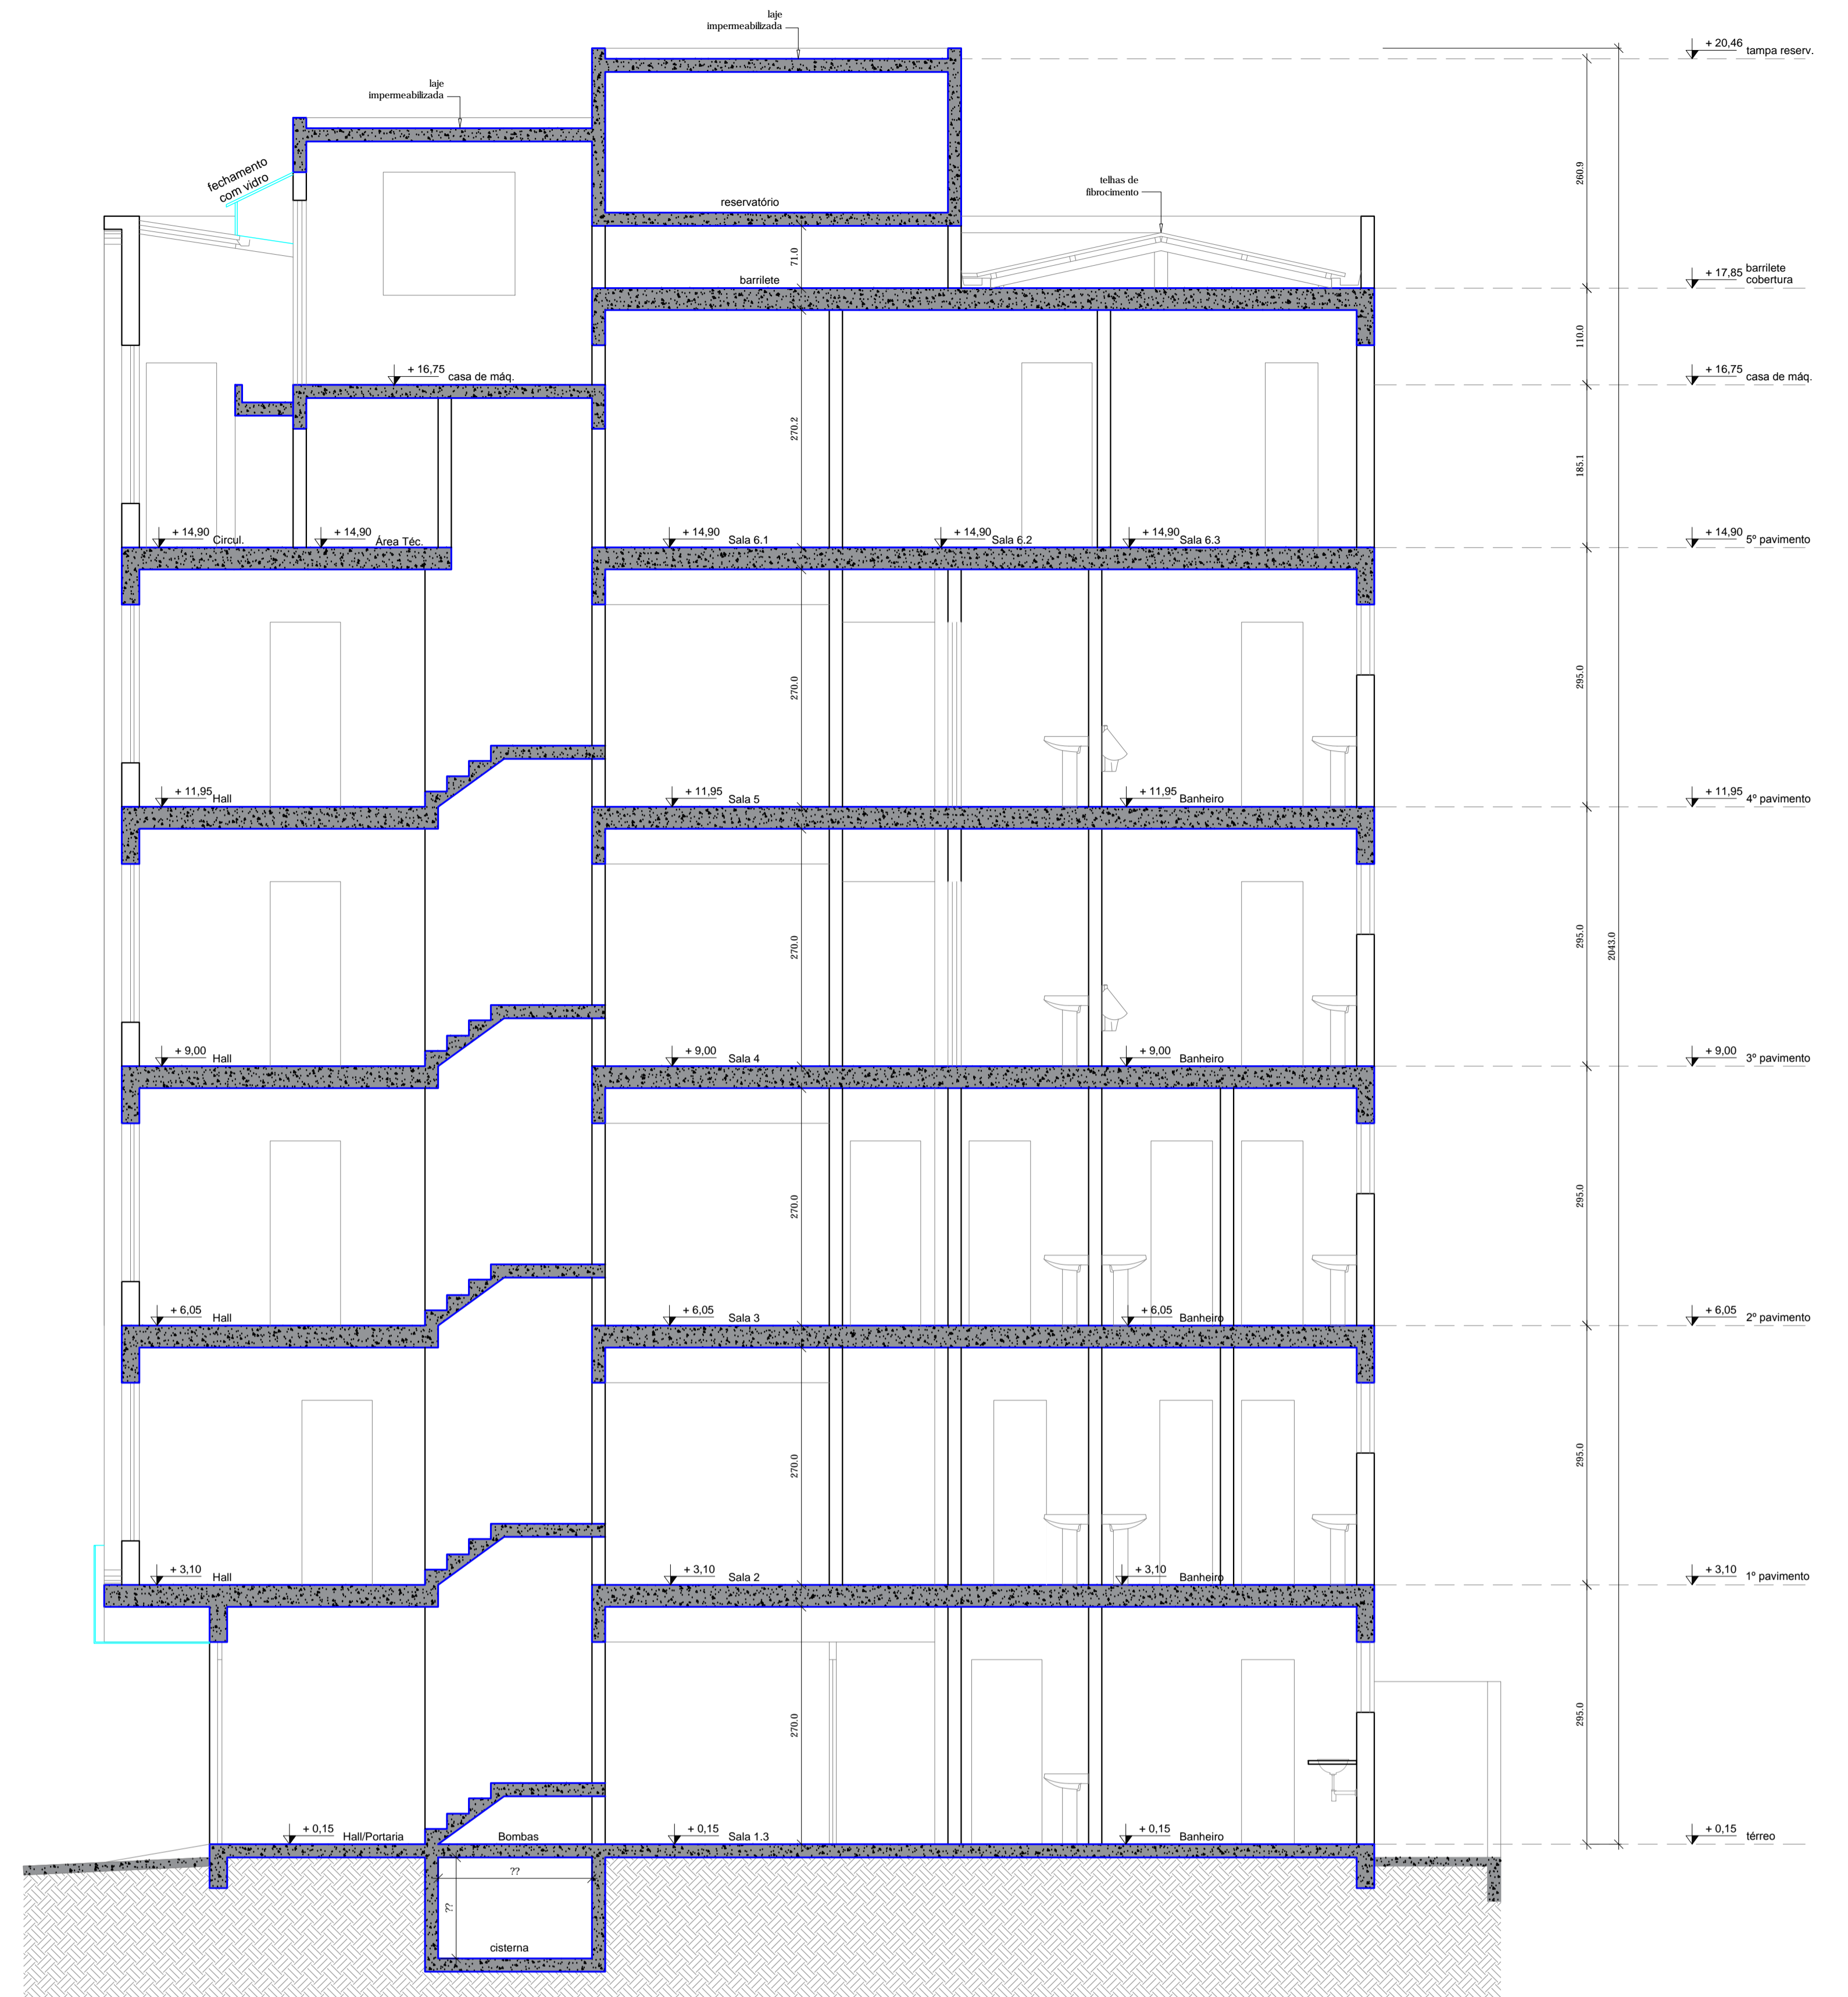 laje
impermeabilizada
+ 20,46 tampa reserv.
laje
impermeabilizada
fechamento
com vidro
260.9
telhas de
fibrocimento
reservatório
71.0
barrilete
+ 17,85 barrilete
cobertura
110.0
+ 16,75 casa de máq.
+ 16,75 casa de máq.
270.2
185.1
+ 14,90 Circul.
+ 14,90 Área Téc.
+ 14,90 Sala 6.1
+ 14,90 Sala 6.2
+ 14,90 Sala 6.3
+ 14,90 5º pavimento
270.0
295.0
+ 11,95 Hall
+ 11,95 Sala 5
+ 11,95 Banheiro
+ 11,95 4º pavimento
270.0
295.0
2043.0
+ 9,00 Hall
+ 9,00 Sala 4
+ 9,00 Banheiro
+ 9,00 3º pavimento
270.0
295.0
+ 6,05 Hall
+ 6,05 Sala 3
+ 6,05 Banheiro
+ 6,05 2º pavimento
270.0
295.0
+ 3,10 Hall
+ 3,10 Sala 2
+ 3,10 Banheiro
+ 3,10 1º pavimento
270.0
295.0
+ 0,15 Hall/Portaria
Bombas
+ 0,15 Sala 1.3
+ 0,15 Banheiro
+ 0,15 térreo
??
??
cisterna